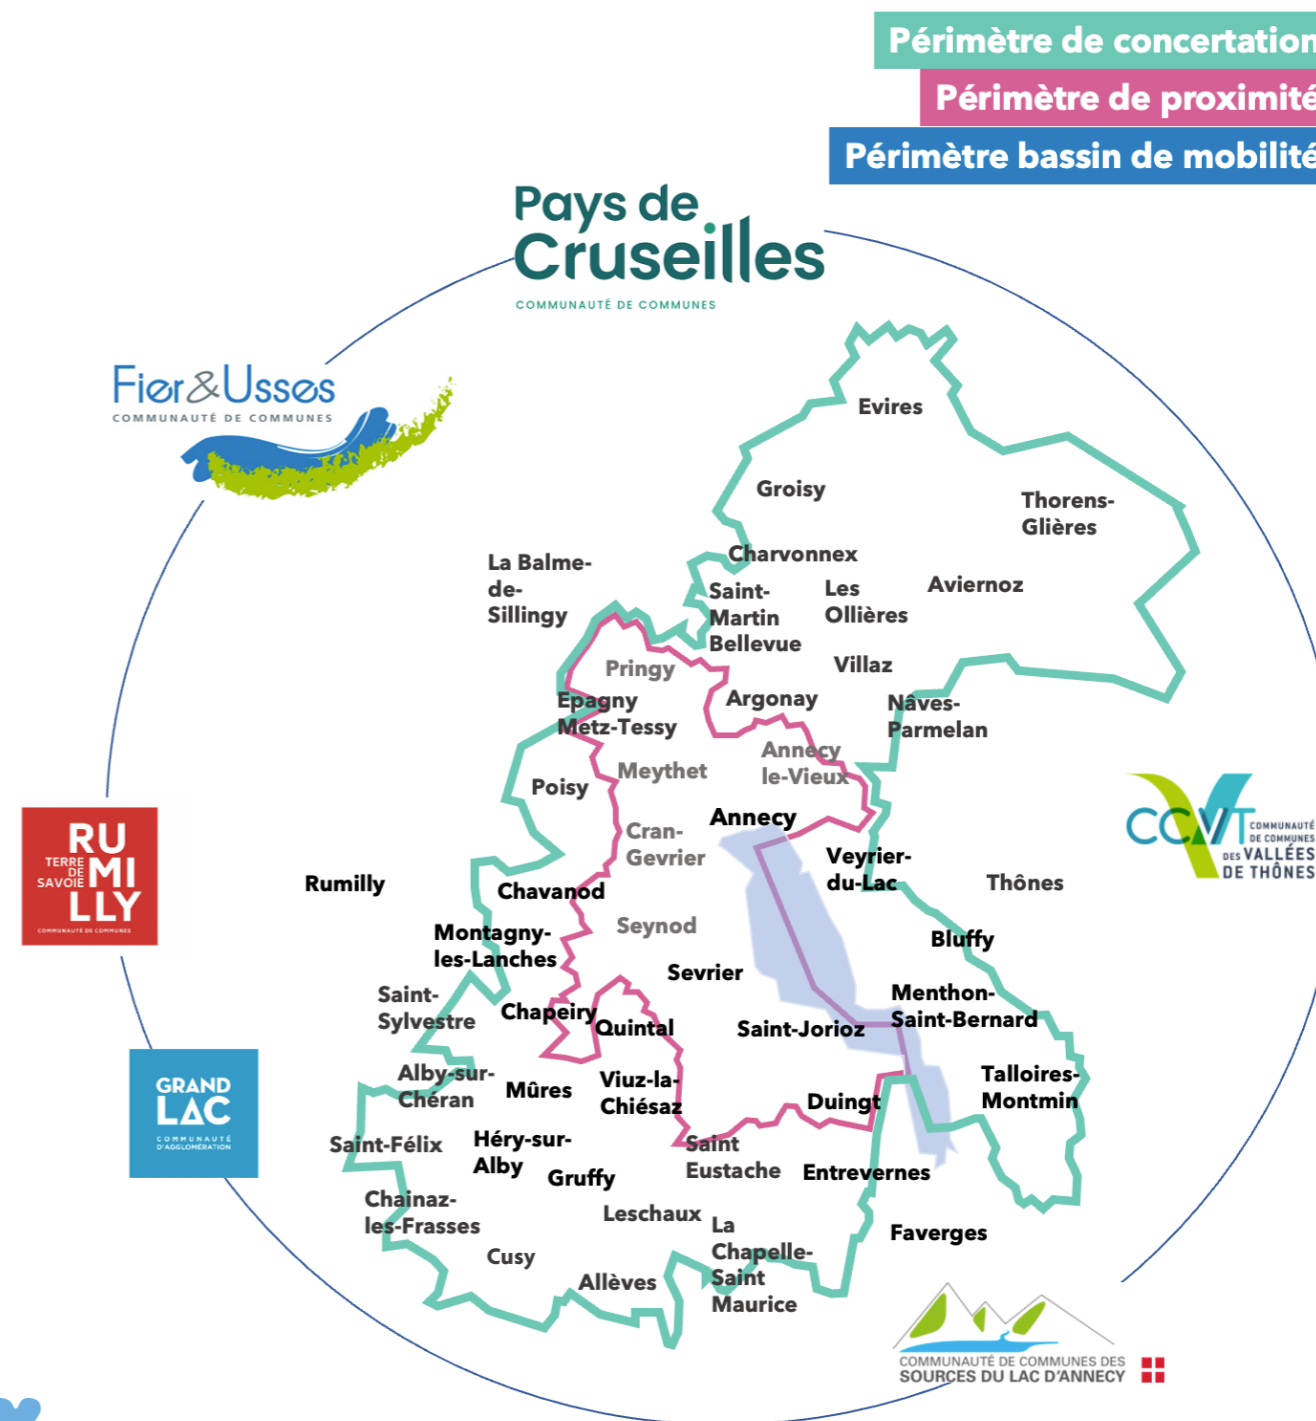 Périmètre de concertation
Périmètre de proximité
Périmètre bassin de mobilité
Pays de
Cruseilles
COMMUNAUTÉ DE COMMUNES
Fier&Usses
COMMUNAUTÉ DE COMMUNES
Evires
Groisy
Thorens-
Glières
Charvonnex
La Balme-
de-
Sillingy
Saint-
Martin
Bellevue
Les
Ollières
Aviernoz
Villaz
Pringy
Argonay
Nâves-
Parmelan
Epagny
Metz-Tessy
Annecy
le-Vieux
Meythet
Poisy
Annecy
Cran-
Gevrier
CCVT
COMMUNAUTÉ
DE COMMUNES
DES VALLÉES
DE THÔNES
RU
TERRE
DE
SAVOIE
MI
LLY
COMMUNAUTÉ DE COMMUNES
Rumilly
Chavanod
Veyrier-
du-Lac
Thônes
Seynod
Montagny-
les-Lanches
Bluffy
Sevrier
Saint-
Sylvestre
Chapeiry
Quintal
Saint-Jorioz
Menthon-
Saint-Bernard
GRAND
LAC
COMMUNAUTÉ
D'AGGLOMÉRATION
Alby-sur-
Chéran
Mûres
Viuz-la-
Chiésaz
Duingt
Talloires-
Montmin
Saint-Félix
Héry-sur-
Alby
Gruffy
Saint
Eustache
Entrevernes
Chainaz-
les-Frasses
Leschaux
La
Chapelle-
Saint
Maurice
Faverges
Cusy
Allèves
COMMUNAUTÉ DE COMMUNES DES
SOURCES DU LAC D'ANNECY